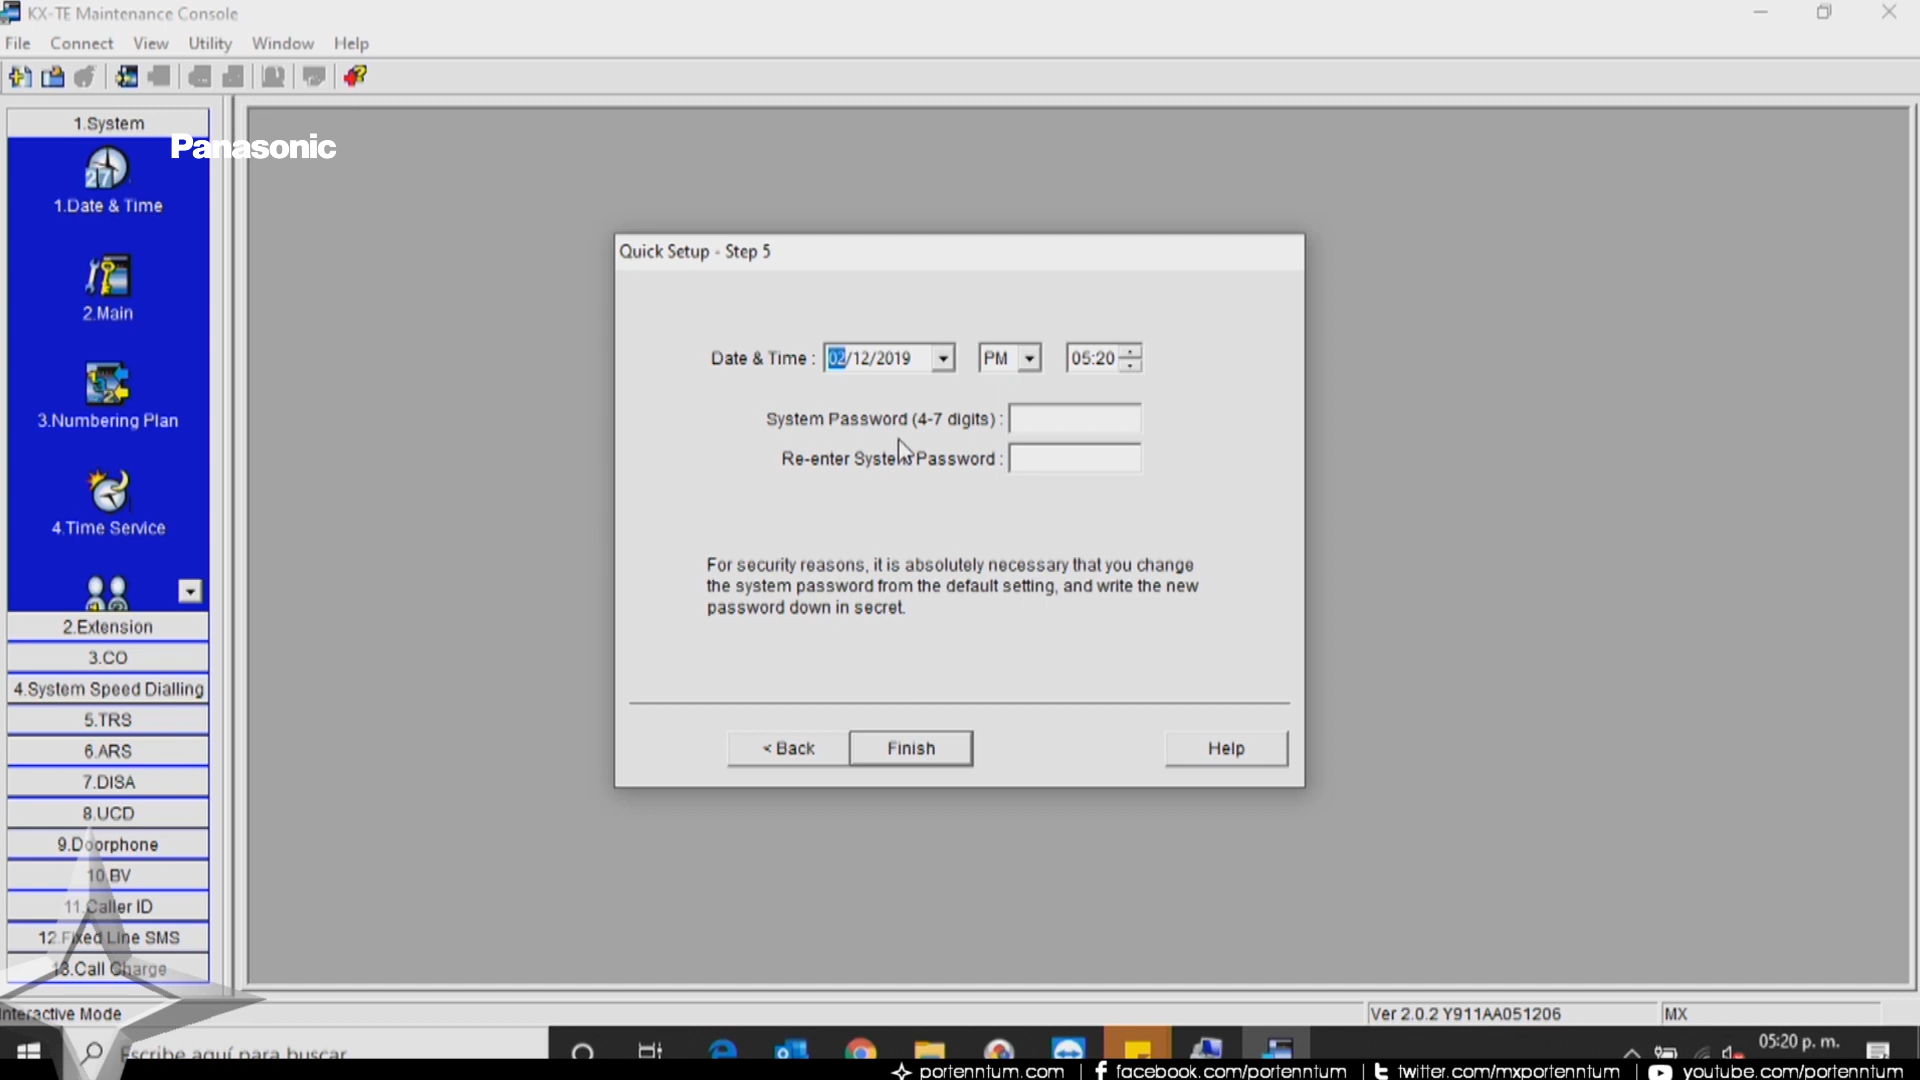 KX-TE Maintenance Console
File Connect View Utility Window Help
1.System
Panasonic
1.Date & Time
2.Main
3.Numbering Plan
4.Time Service
2.Extension
3.CO
4.System Speed Dialling
5.TRS
6.ARS
7.DISA
8.UCD
9.Doorphone
10.BV
11.Caller ID
12.Fixed Line SMS
13.Call Charge
Quick Setup - Step 5
Date & Time : 02/12/2019 PM 05:20
System Password (4-7 digits) :
Re-enter System Password :
For security reasons, it is absolutely necessary that you change
the system password from the default setting, and write the new
password down in secret.
< Back Finish Help
Interactive Mode Ver 2.0.2 Y911AA051206 MX
Escribe aquí para buscar 05:20 p. m.
portenntum.com | facebook.com/portenntum | twitter.com/mxportenntum | youtube.com/portenntum